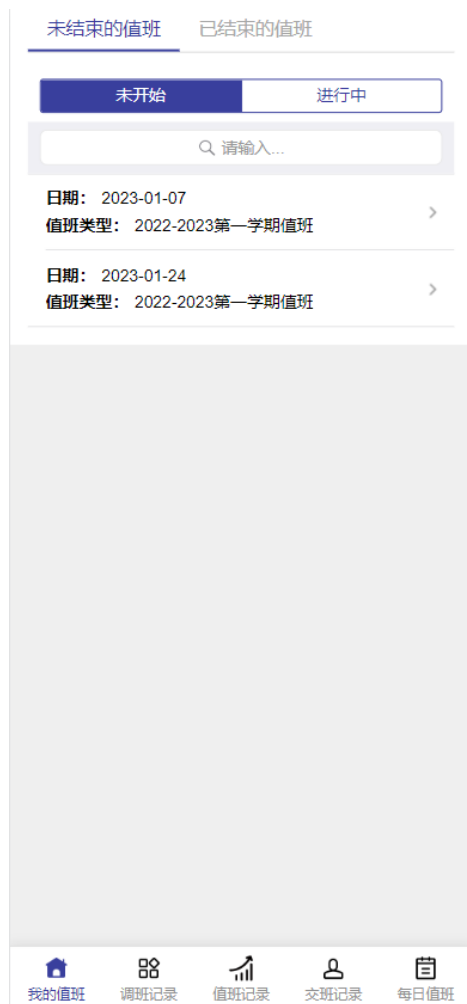 未结束的值班 已结束的值班
未开始 进行中
请输入...
日期： 2023-01-07
值班类型： 2022-2023第一学期值班
日期： 2023-01-24
值班类型： 2022-2023第一学期值班
我的值班 调班记录 值班记录 交班记录 每日值班